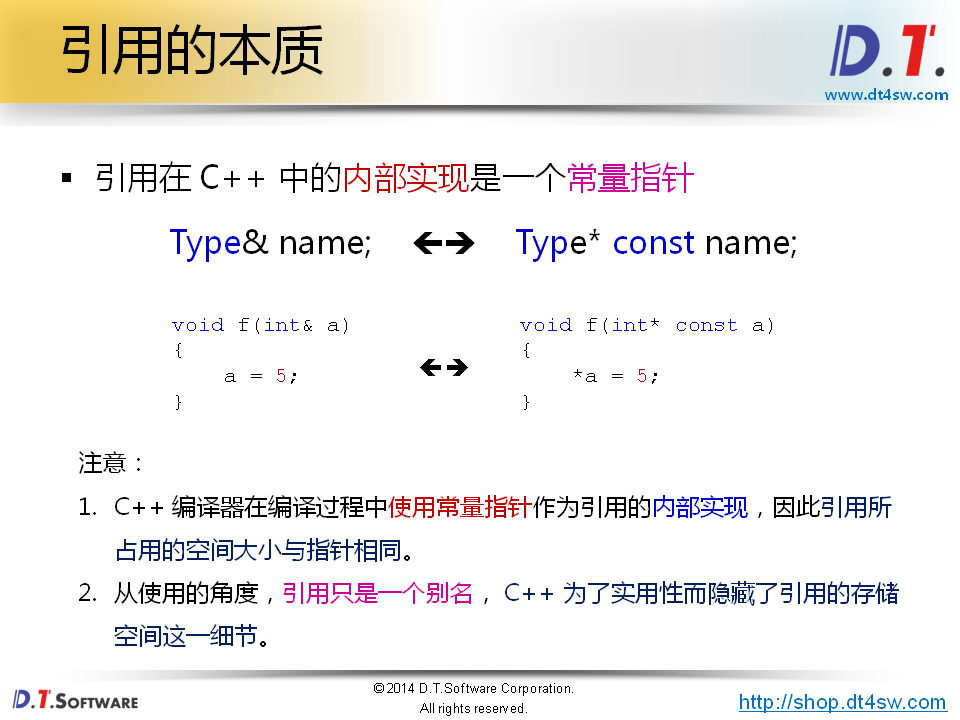 引用的本质
D.T.
www.dt4sw.com
▪ 引用在 C++ 中的内部实现是一个常量指针
Type& name; 🡨🡪 Type* const name;
void f(int& a) void f(int* const a)
{ {
a = 5; 🡨🡪 *a = 5;
} }
注意：
1. C++ 编译器在编译过程中使用常量指针作为引用的内部实现，因此引用所
占用的空间大小与指针相同。
2. 从使用的角度，引用只是一个别名， C++ 为了实用性而隐藏了引用的存储
空间这一细节。
D.T.SOFTWARE
©2014 D.T.Software Corporation.
All rights reserved.
http://shop.dt4sw.com